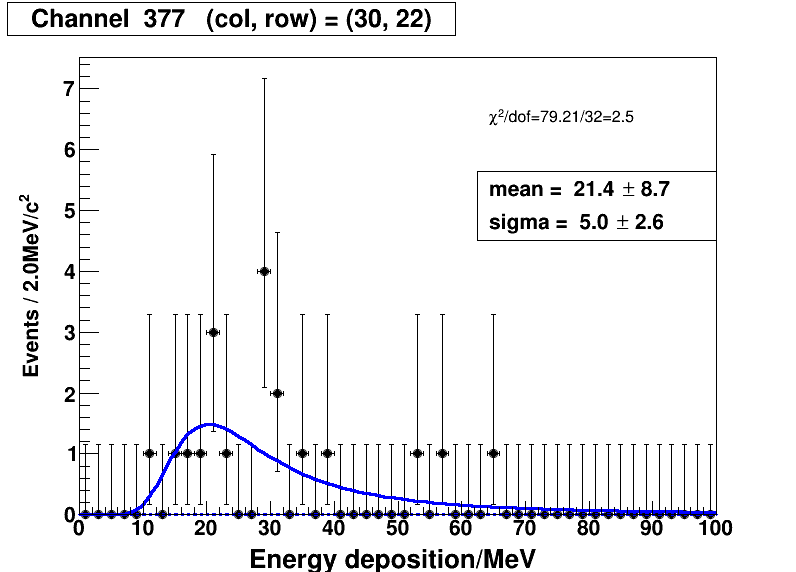 Channel 377 (col, row) = (30, 22)
χ²/dof=79.21/32=2.5
mean = 21.4 ± 8.7
sigma = 5.0 ± 2.6
Events / 2.0MeV/c²
7
6
5
4
3
2
1
0
0 10 20 30 40 50 60 70 80 90 100
Energy deposition/MeV